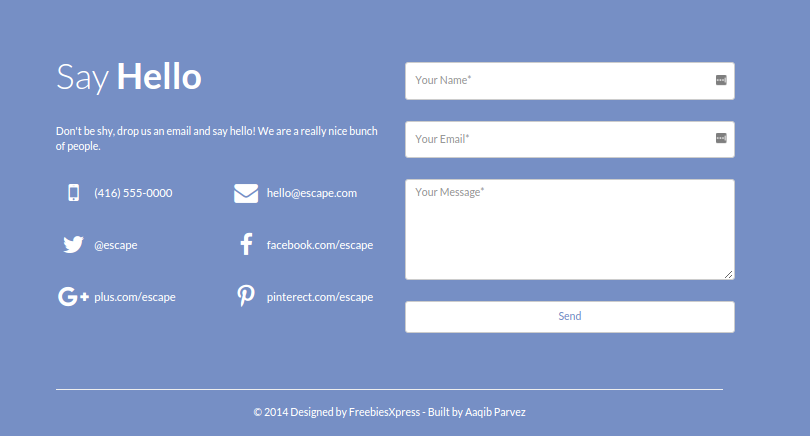 Say Hello
Don't be shy, drop us an email and say hello! We are a really nice bunch
of people.
(416) 555-0000
hello@escape.com
@escape
facebook.com/escape
plus.com/escape
pinterect.com/escape
Your Name*
Your Email*
Your Message*
Send
© 2014 Designed by FreebiesXpress - Built by Aaqib Parvez